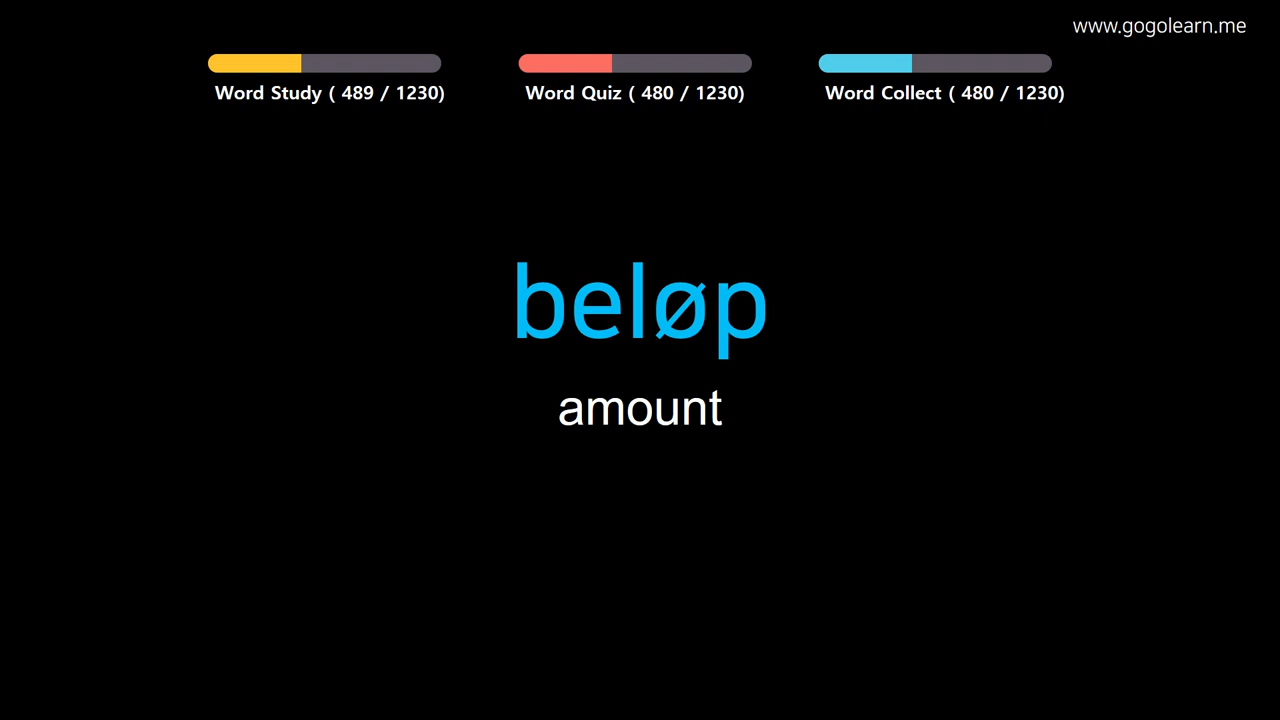 www.gogolearn.me
Word Study ( 489 / 1230)
Word Quiz ( 480 / 1230)
Word Collect ( 480 / 1230)
beløp
amount